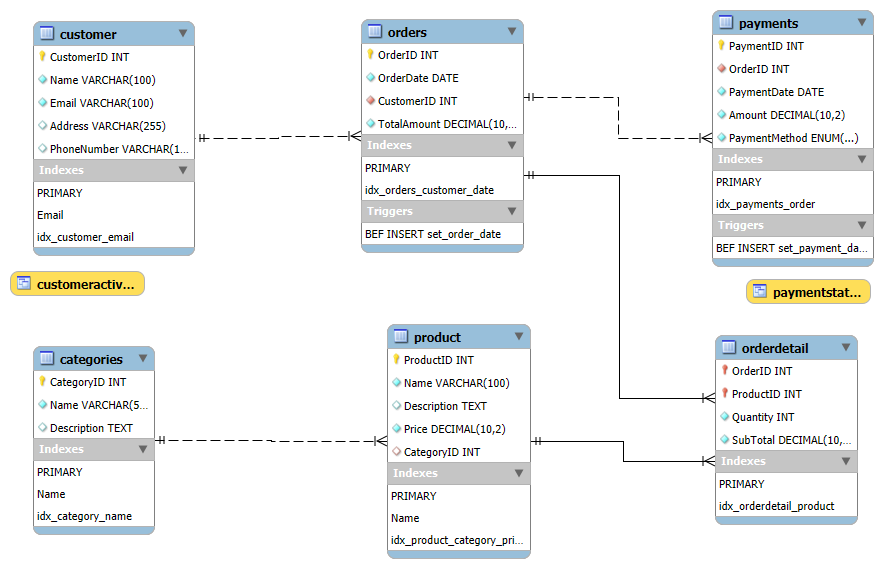 customer
CustomerID INT
Name VARCHAR(100)
Email VARCHAR(100)
Address VARCHAR(255)
PhoneNumber VARCHAR(1...
Indexes
PRIMARY
Email
idx_customer_email
orders
OrderID INT
OrderDate DATE
CustomerID INT
TotalAmount DECIMAL(10,...
Indexes
PRIMARY
idx_orders_customer_date
Triggers
BEF INSERT set_order_date
payments
PaymentID INT
OrderID INT
PaymentDate DATE
Amount DECIMAL(10,2)
PaymentMethod ENUM(...)
Indexes
PRIMARY
idx_payments_order
Triggers
BEF INSERT set_payment_da...
customeractiv...
paymentstat...
categories
CategoryID INT
Name VARCHAR(5...
Description TEXT
Indexes
PRIMARY
Name
idx_category_name
product
ProductID INT
Name VARCHAR(100)
Description TEXT
Price DECIMAL(10,2)
CategoryID INT
Indexes
PRIMARY
Name
idx_product_category_pri...
orderdetail
OrderID INT
ProductID INT
Quantity INT
SubTotal DECIMAL(10,...
Indexes
PRIMARY
idx_orderdetail_product